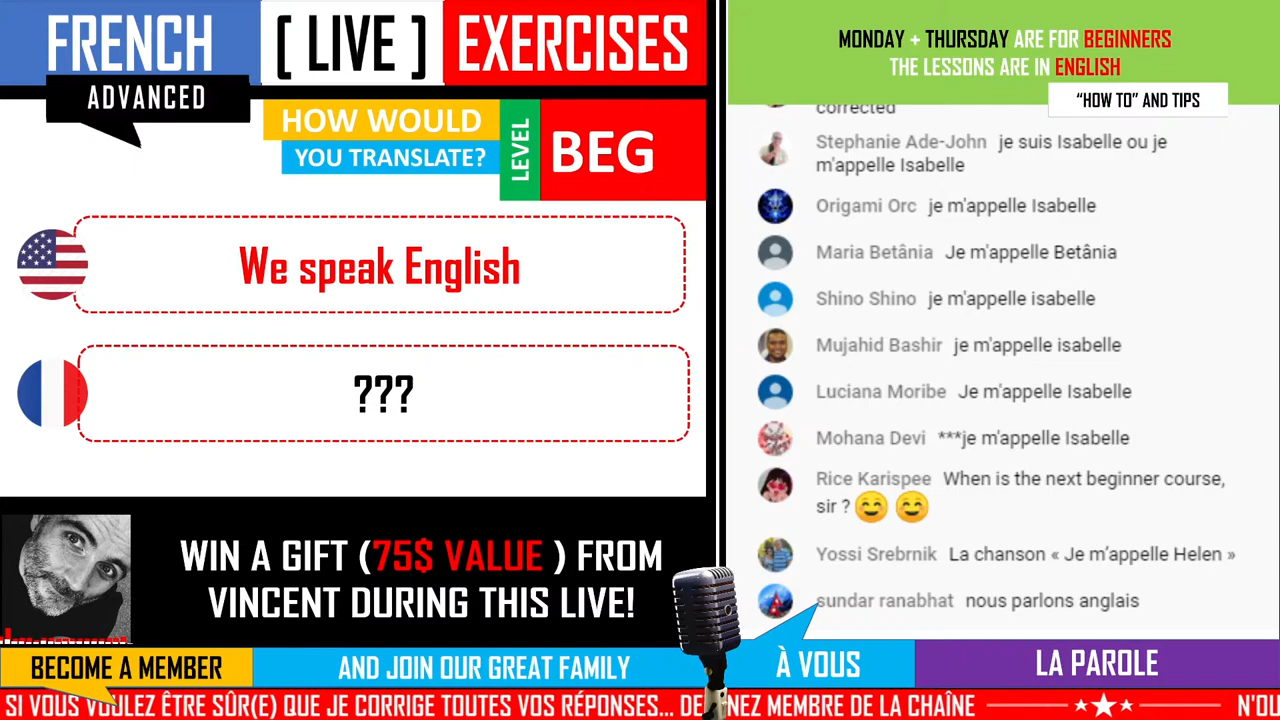 FRENCH
[ LIVE ]
EXERCISES
ADVANCED
HOW WOULD
YOU TRANSLATE?
LEVEL
BEG
We speak English
???
WIN A GIFT (75$ VALUE ) FROM
VINCENT DURING THIS LIVE!
BECOME A MEMBER
AND JOIN OUR GREAT FAMILY
MONDAY + THURSDAY ARE FOR BEGINNERS
THE LESSONS ARE IN ENGLISH
“HOW TO” AND TIPS
corrected
Stephanie Ade-John je suis Isabelle ou je
m'appelle Isabelle
Origami Orc je m'appelle Isabelle
Maria Betânia Je m'appelle Betânia
Shino Shino je m'appelle isabelle
Mujahid Bashir je m'appelle isabelle
Luciana Moribe Je m'appelle Isabelle
Mohana Devi ***je m'appelle Isabelle
Rice Karispee When is the next beginner course,
sir ? ☺️ ☺️
Yossi Srebrnik La chanson « Je m’appelle Helen »
sundar ranabhat nous parlons anglais
À VOUS
LA PAROLE
SI VOUS VOULEZ ÊTRE SÛR(E) QUE JE CORRIGE TOUTES VOS RÉPONSES... NEZ MEMBRE DE LA CHAÎNE